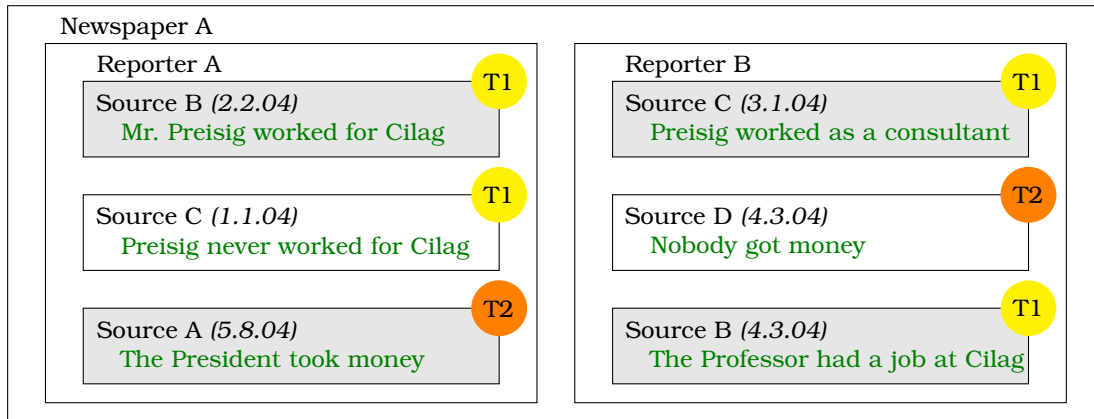 Newspaper A
Reporter A
T1
Source B (2.2.04)
Mr. Preisig worked for Cilag
T1
Source C (1.1.04)
Preisig never worked for Cilag
T2
Source A (5.8.04)
The President took money
Reporter B
T1
Source C (3.1.04)
Preisig worked as a consultant
T2
Source D (4.3.04)
Nobody got money
T1
Source B (4.3.04)
The Professor had a job at Cilag